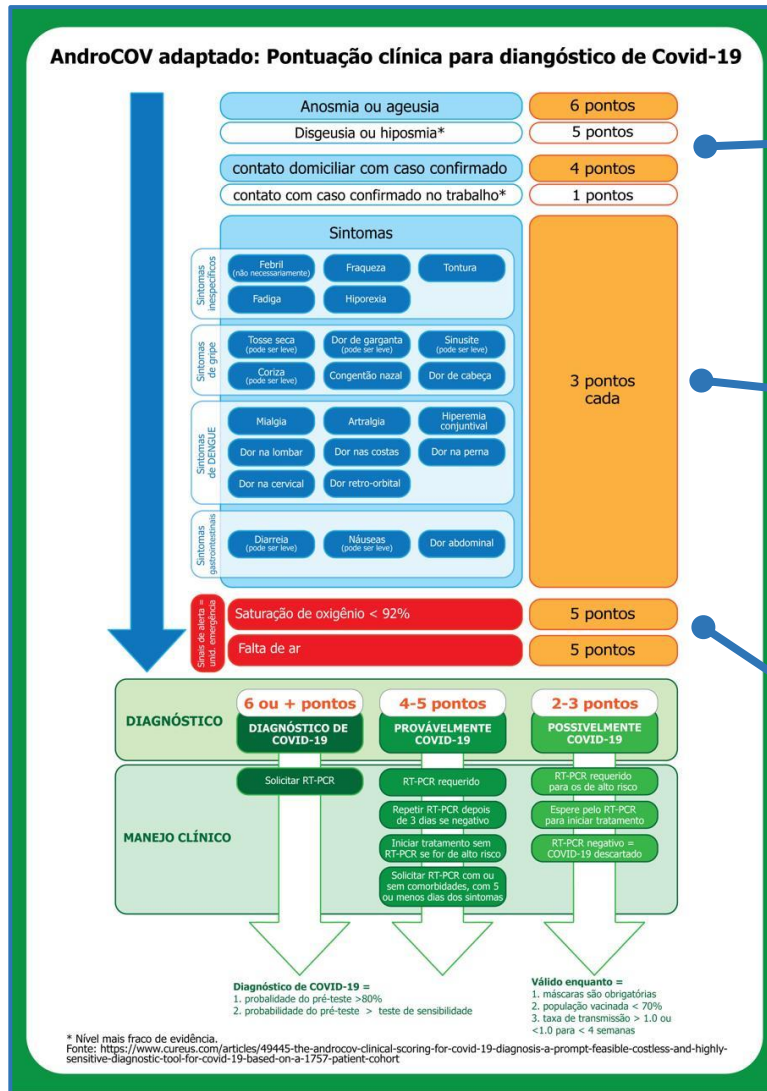 AndroCOV adaptado: Pontuação clínica para diangóstico de Covid-19
Anosmia ou ageusia
6 pontos
Disgeusia ou hiposmia*
5 pontos
contato domiciliar com caso confirmado
4 pontos
contato com caso confirmado no trabalho*
1 pontos
Sintomas
3 pontos
cada
Sintomas
inespecíficos
Febril
(não necessariamente)
Fraqueza
Tontura
Fadiga
Hiporexia
Sintomas
de gripe
Tosse seca
(pode ser leve)
Dor de garganta
(pode ser leve)
Sinusite
(pode ser leve)
Coriza
(pode ser leve)
Congentão nazal
Dor de cabeça
Sintomas
de DENGUE
Mialgia
Artralgia
Hiperemia
conjuntival
Dor na lombar
Dor nas costas
Dor na perna
Dor na cervical
Dor retro-orbital
Sintomas
gastrointestinais
Diarreia
(pode ser leve)
Náuseas
(pode ser leve)
Dor abdominal
Sinais de alerta =
unid. emergência
Saturação de oxigênio < 92%
5 pontos
Falta de ar
5 pontos
DIAGNÓSTICO
6 ou + pontos
DIAGNÓSTICO DE
COVID-19
4-5 pontos
PROVÁVELMENTE
COVID-19
2-3 pontos
POSSIVELMENTE
COVID-19
MANEJO CLÍNICO
Solicitar RT-PCR
RT-PCR requerido
Repetir RT-PCR depois
de 3 dias se negativo
Iniciar tratamento sem
RT-PCR se for de alto risco
Solicitar RT-PCR com ou
sem comorbidades, com 5
ou menos dias dos sintomas
RT-PCR requerido
para os de alto risco
Espere pelo RT-PCR
para iniciar tratamento
RT-PCR negativo =
COVID-19 descartado
Diagnóstico de COVID-19 =
1. probalidade do pré-teste >80%
2. probabilidade do pré-teste > teste de sensibilidade
Válido enquanto =
1. máscaras são obrigatórias
2. população vacinada < 70%
3. taxa de transmissão > 1.0 ou
<1.0 para < 4 semanas
* Nível mais fraco de evidência.
Fonte: https://www.cureus.com/articles/49445-the-androcov-clinical-scoring-for-covid-19-diagnosis-a-prompt-feasible-costless-and-highly-
sensitive-diagnostic-tool-for-covid-19-based-on-a-1757-patient-cohort